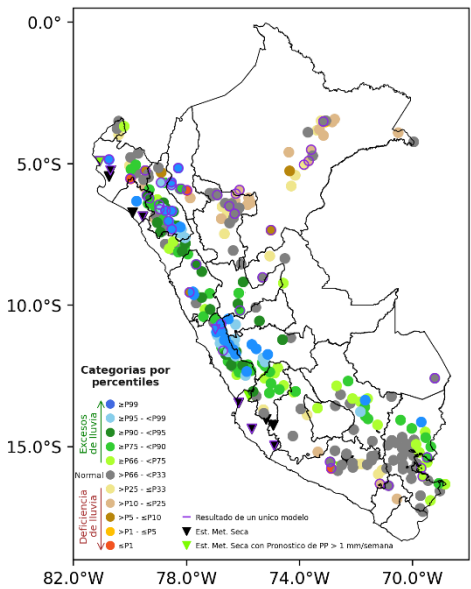 0.0°
5.0°S
10.0°S
15.0°S
82.0°W
78.0°W
74.0°W
70.0°W
Categorias por
percentiles
Excesos
de lluvia
Normal
Deficiencia
de lluvia
≥P99
≥P95 - <P99
≥P90 - <P95
≥P75 - <P90
≥P66 - <P75
>P66 - <P33
>P25 - ≤P33
>P10 - ≤P25
>P5 - ≤P10
>P1 - ≤P5
≤P1
Resultado de un unico modelo
Est. Met. Seca
Est. Met. Seca con Pronostico de PP > 1 mm/semana